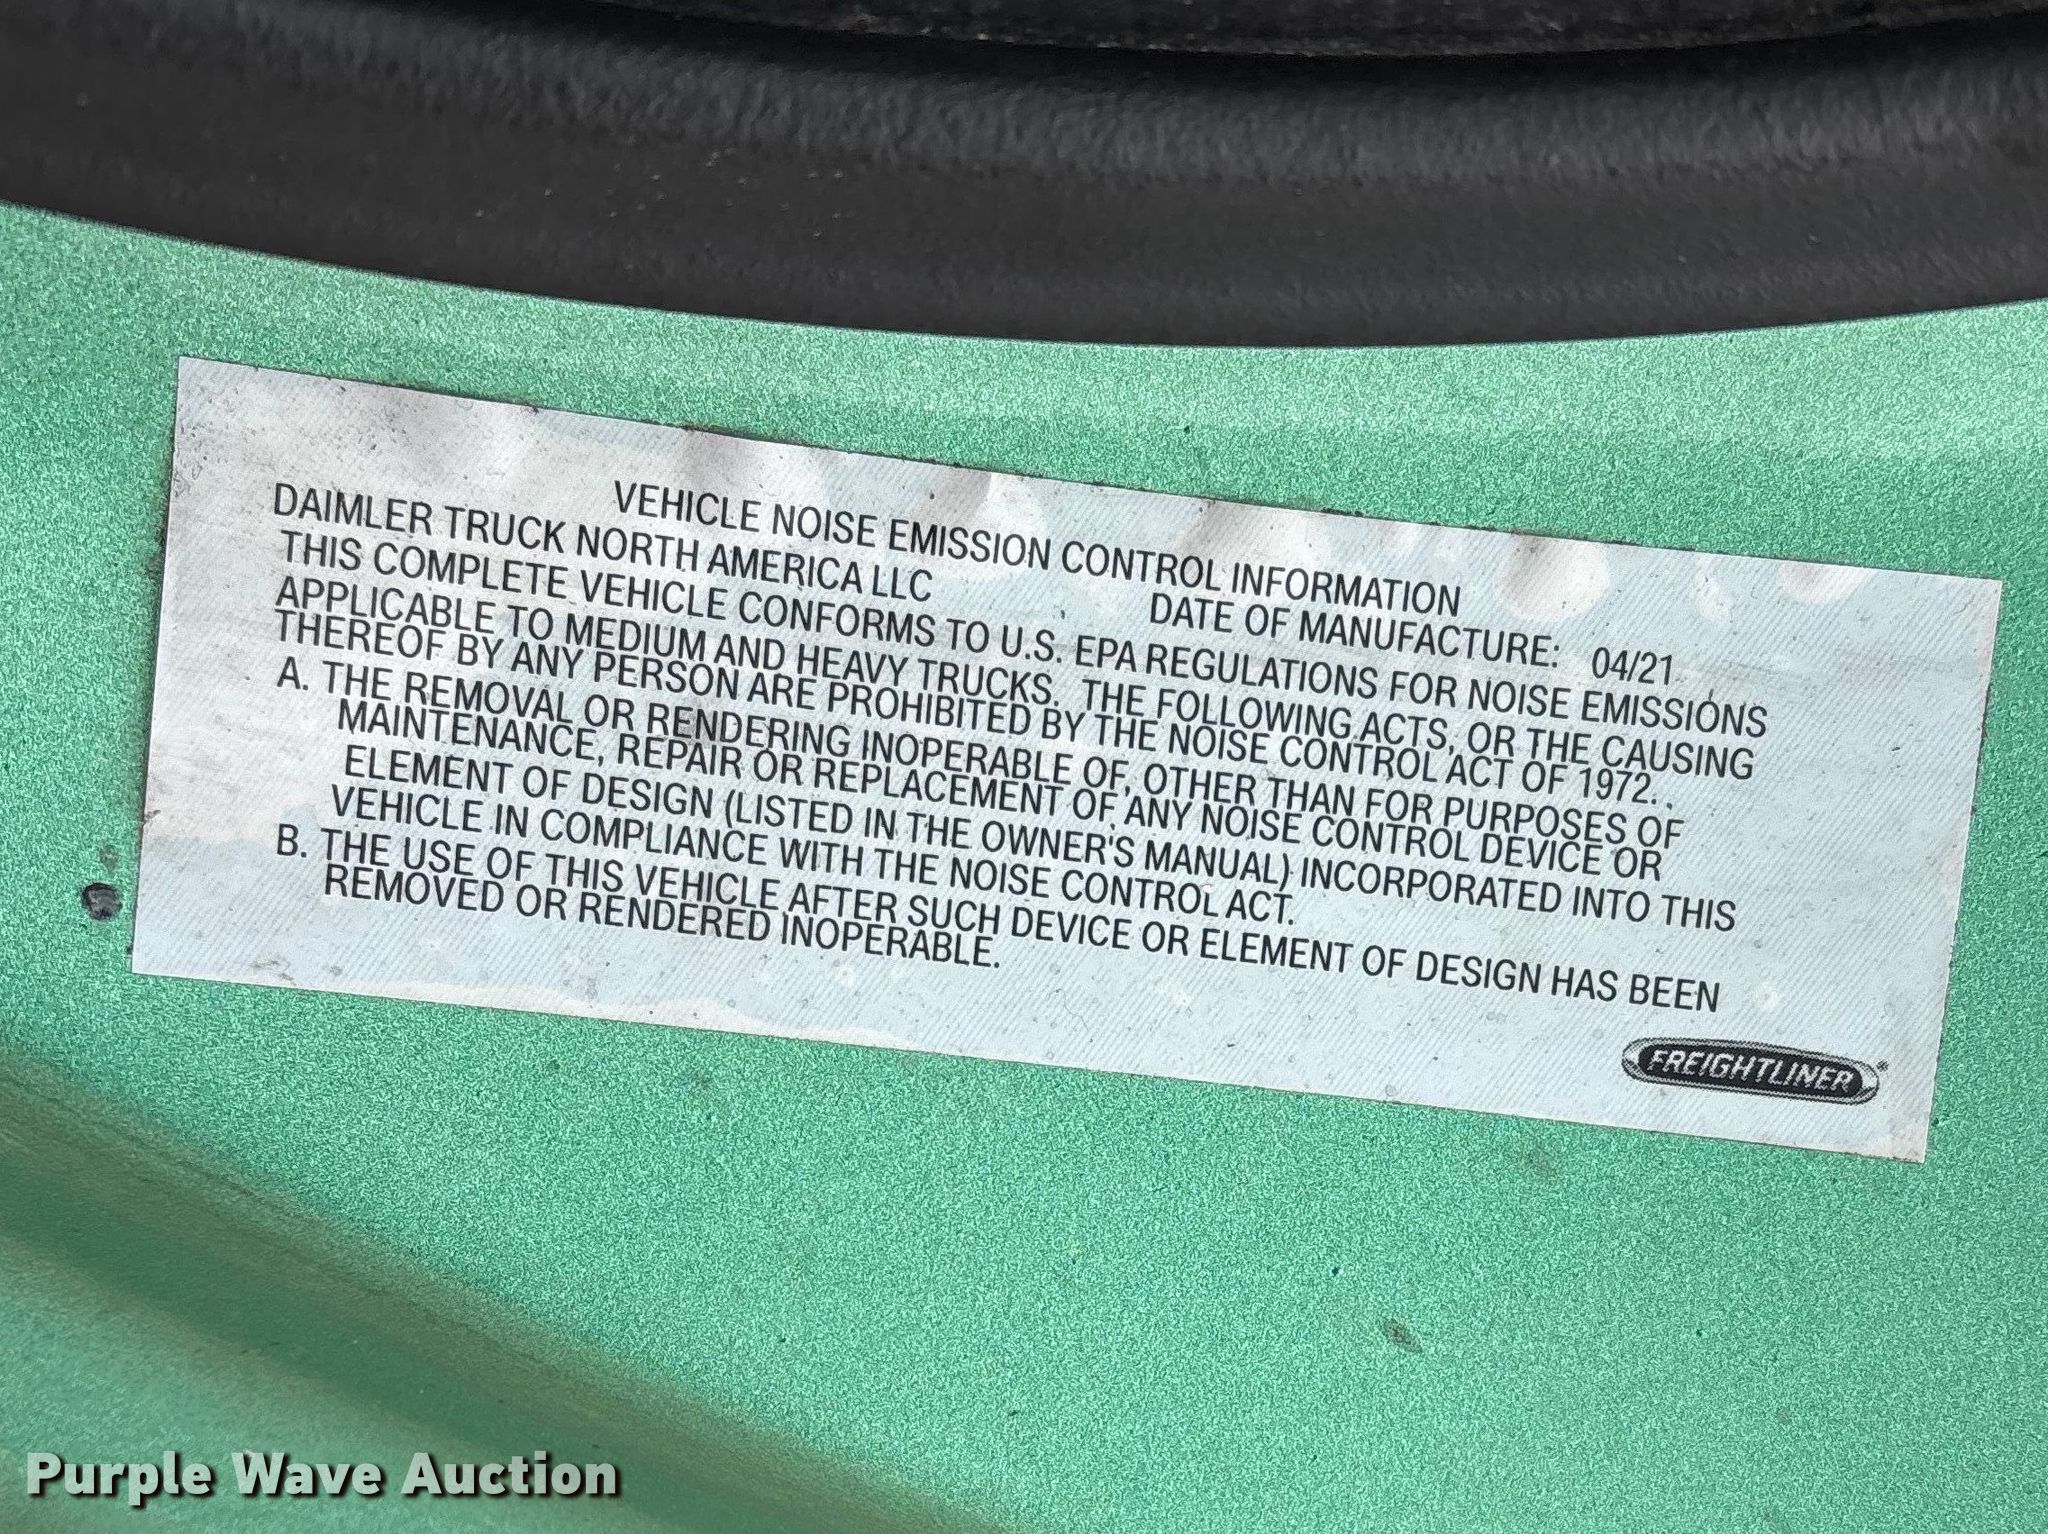 VEHICLE NOISE EMISSION CONTROL INFORMATION
DAIMLER TRUCK NORTH AMERICA LLC DATE OF MANUFACTURE: 04/21
THIS COMPLETE VEHICLE CONFORMS TO U.S. EPA REGULATIONS FOR NOISE EMISSIONS
APPLICABLE TO MEDIUM AND HEAVY TRUCKS. THE FOLLOWING ACTS, OR THE CAUSING
THEREOF BY ANY PERSON ARE PROHIBITED BY THE NOISE CONTROL ACT OF 1972..
A. THE REMOVAL OR RENDERING INOPERABLE OF, OTHER THAN FOR PURPOSES OF
MAINTENANCE, REPAIR OR REPLACEMENT OF ANY NOISE CONTROL DEVICE OR
ELEMENT OF DESIGN (LISTED IN THE OWNER'S MANUAL) INCORPORATED INTO THIS
VEHICLE IN COMPLIANCE WITH THE NOISE CONTROL ACT.
B. THE USE OF THIS VEHICLE AFTER SUCH DEVICE OR ELEMENT OF DESIGN HAS BEEN
REMOVED OR RENDERED INOPERABLE.
FREIGHTLINER
Purple Wave Auction